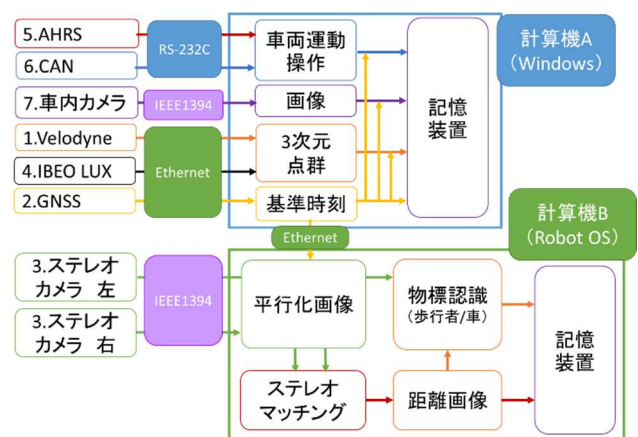 5.AHRS
6.CAN
RS-232C
車両運動
操作
計算機A
(Windows)
7.車内カメラ
IEEE1394
画像
記憶
装置
1.Velodyne
4.IBEO LUX
2.GNSS
Ethernet
3次元
点群
基準時刻
Ethernet
計算機B
(Robot OS)
3.ステレオ
カメラ 左
3.ステレオ
カメラ 右
IEEE1394
平行化画像
物標認識
(歩行者/車)
記憶
装置
ステレオ
マッチング
距離画像